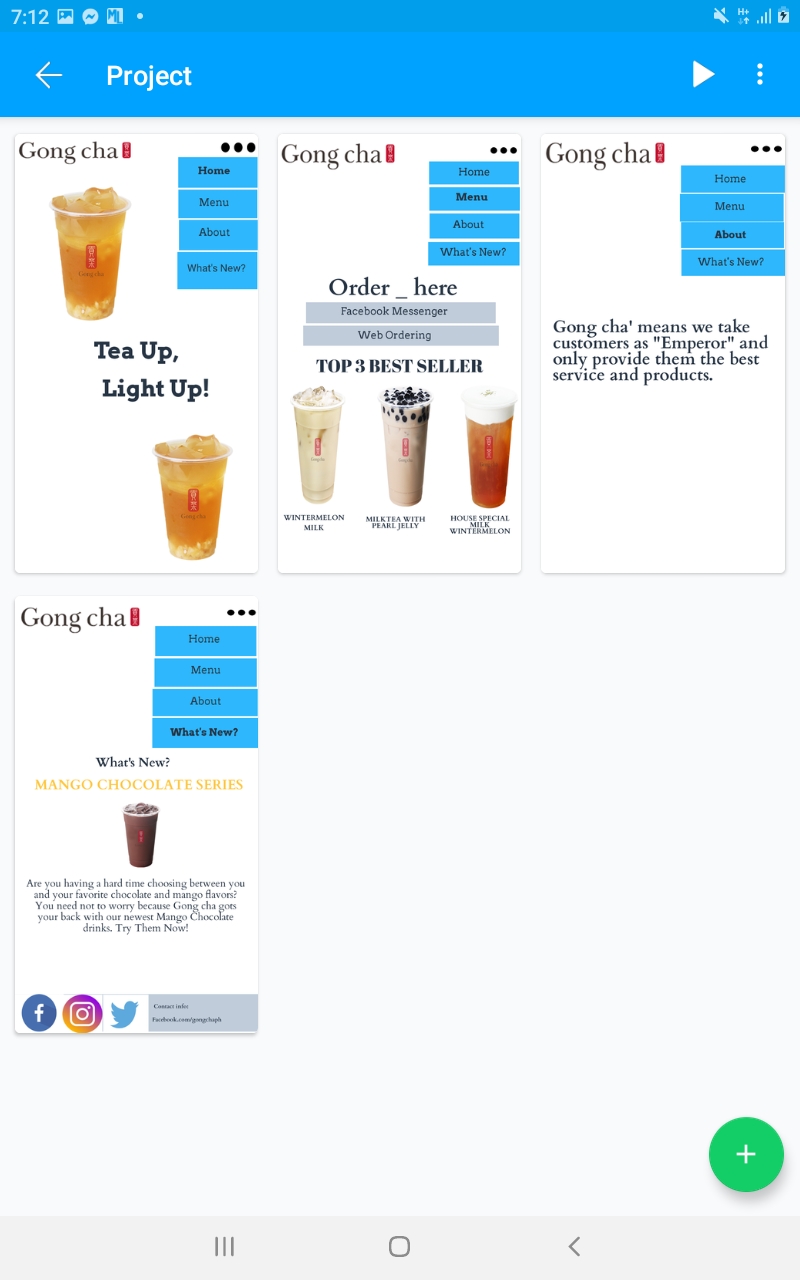 7:12
H+
Project
Gong cha
Home
Menu
About
What's New?
Gong cha
Tea Up,
Light Up!
Gong cha
Gong cha
Home
Menu
About
What's New?
Order _ here
Facebook Messenger
Web Ordering
TOP 3 BEST SELLER
WINTERMELON
MILK
MILKTEA WITH
PEARL JELLY
HOUSE SPECIAL
MILK
WINTERMELON
Gong cha
Home
Menu
About
What's New?
Gong cha' means we take
customers as "Emperor" and
only provide them the best
service and products.
Gong cha
Home
Menu
About
What's New?
What's New?
MANGO CHOCOLATE SERIES
Are you having a hard time choosing between you
and your favorite chocolate and mango flavors?
You need not to worry because Gong cha gots
your back with our newest Mango Chocolate
drinks. Try Them Now!
Contact info:
Facebook.com/gongchaph